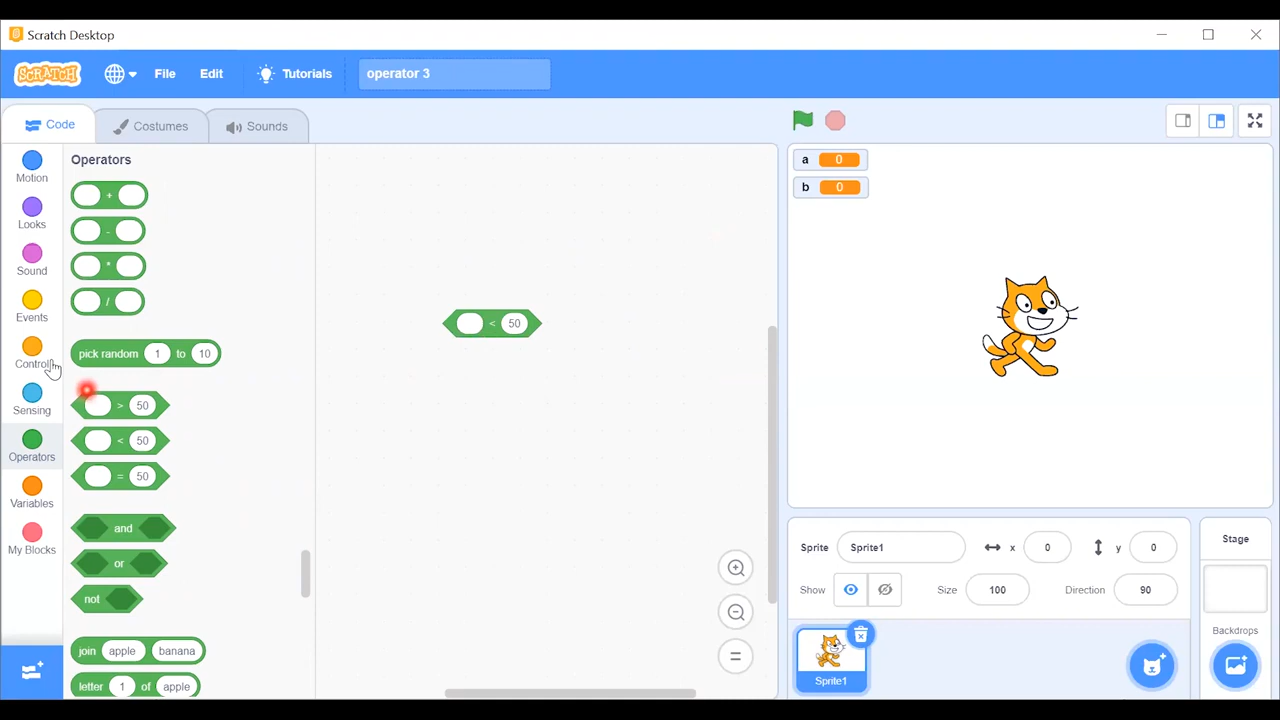 Scratch Desktop
SCRATCH
File
Edit
Tutorials
operator 3
Code
Costumes
Sounds
Motion
Looks
Sound
Events
Control
Sensing
Operators
Variables
My Blocks
Operators
+
-
*
/
pick random 1 to 10
> 50
< 50
= 50
and
or
not
join apple banana
letter 1 of apple
< 50
a 0
b 0
Sprite Sprite1 x 0 y 0
Show Size 100 Direction 90
Sprite1
Stage
Backdrops